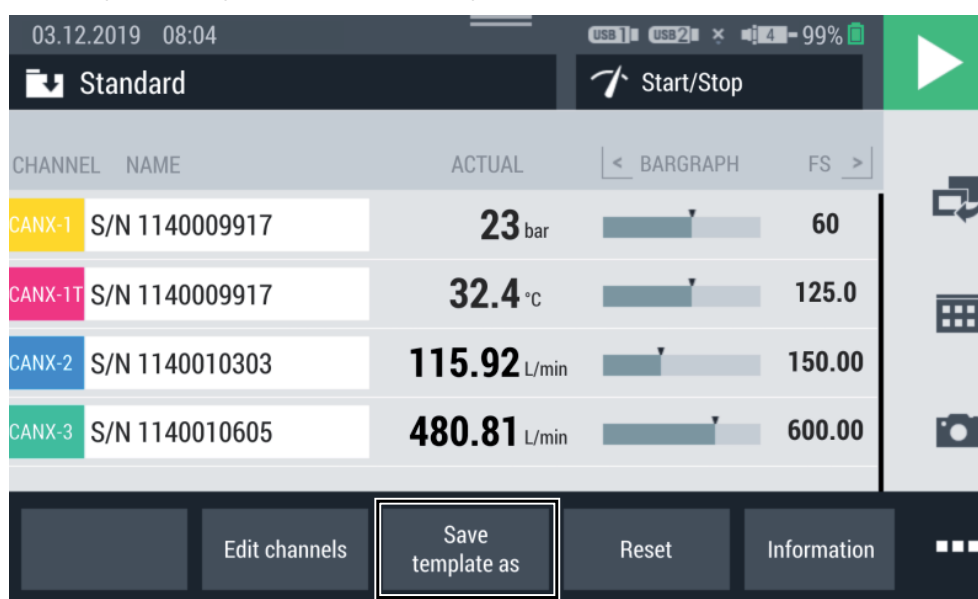 03.12.2019 08:04 USB 1 USB 2 4 99%
Standard Start/Stop
CHANNEL NAME ACTUAL < BARGRAPH FS >
CANX-1 S/N 1140009917 23 bar 60
CANX-1T S/N 1140009917 32.4 °C 125.0
CANX-2 S/N 1140010303 115.92 L/min 150.00
CANX-3 S/N 1140010605 480.81 L/min 600.00
Edit channels Save template as Reset Information